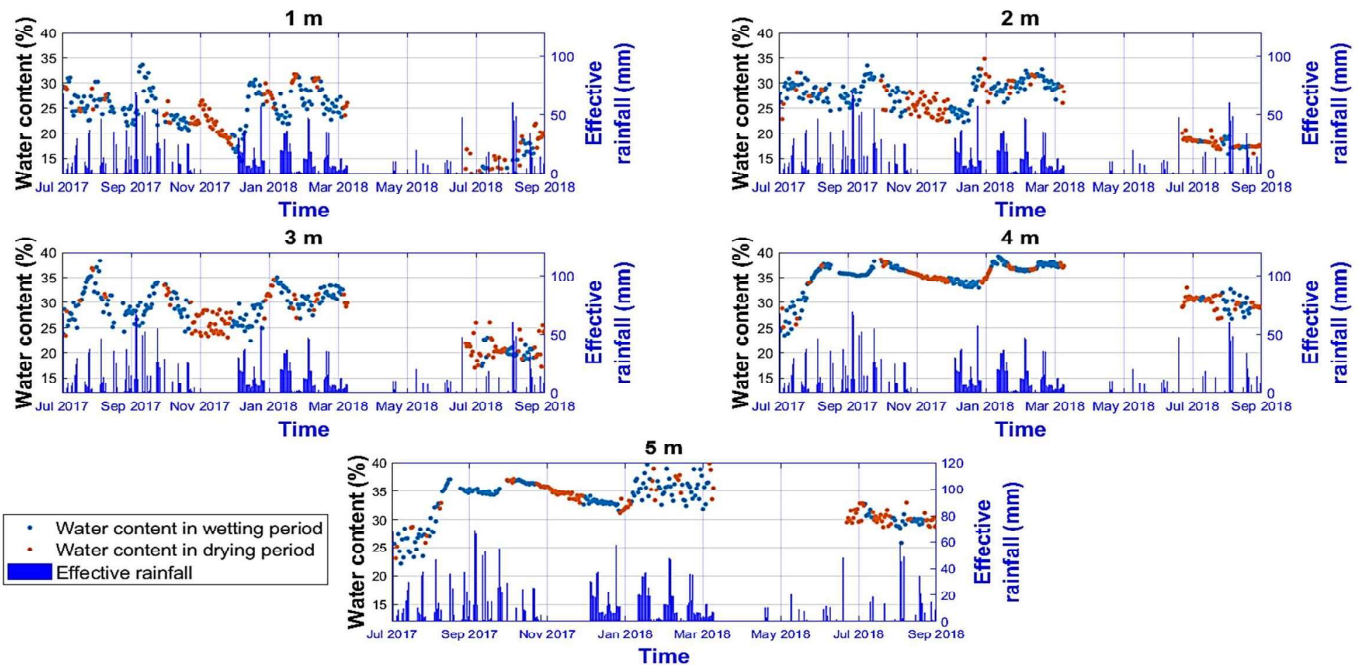 1 m
Water content (%)
40
35
30
25
20
15
100
50
0
Effective
rainfall (mm)
Jul 2017 Sep 2017 Nov 2017 Jan 2018 Mar 2018 May 2018 Jul 2018 Sep 2018
Time
2 m
Water content (%)
40
35
30
25
20
15
100
50
0
Effective
rainfall (mm)
Jul 2017 Sep 2017 Nov 2017 Jan 2018 Mar 2018 May 2018 Jul 2018 Sep 2018
Time
3 m
Water content (%)
40
35
30
25
20
15
100
50
0
Effective
rainfall (mm)
Jul 2017 Sep 2017 Nov 2017 Jan 2018 Mar 2018 May 2018 Jul 2018 Sep 2018
Time
4 m
Water content (%)
40
35
30
25
20
15
100
50
0
Effective
rainfall (mm)
Jul 2017 Sep 2017 Nov 2017 Jan 2018 Mar 2018 May 2018 Jul 2018 Sep 2018
Time
5 m
Water content (%)
40
35
30
25
20
15
120
100
80
60
40
20
0
Effective
rainfall (mm)
Jul 2017 Sep 2017 Nov 2017 Jan 2018 Mar 2018 May 2018 Jul 2018 Sep 2018
Time
Water content in wetting period
Water content in drying period
Effective rainfall